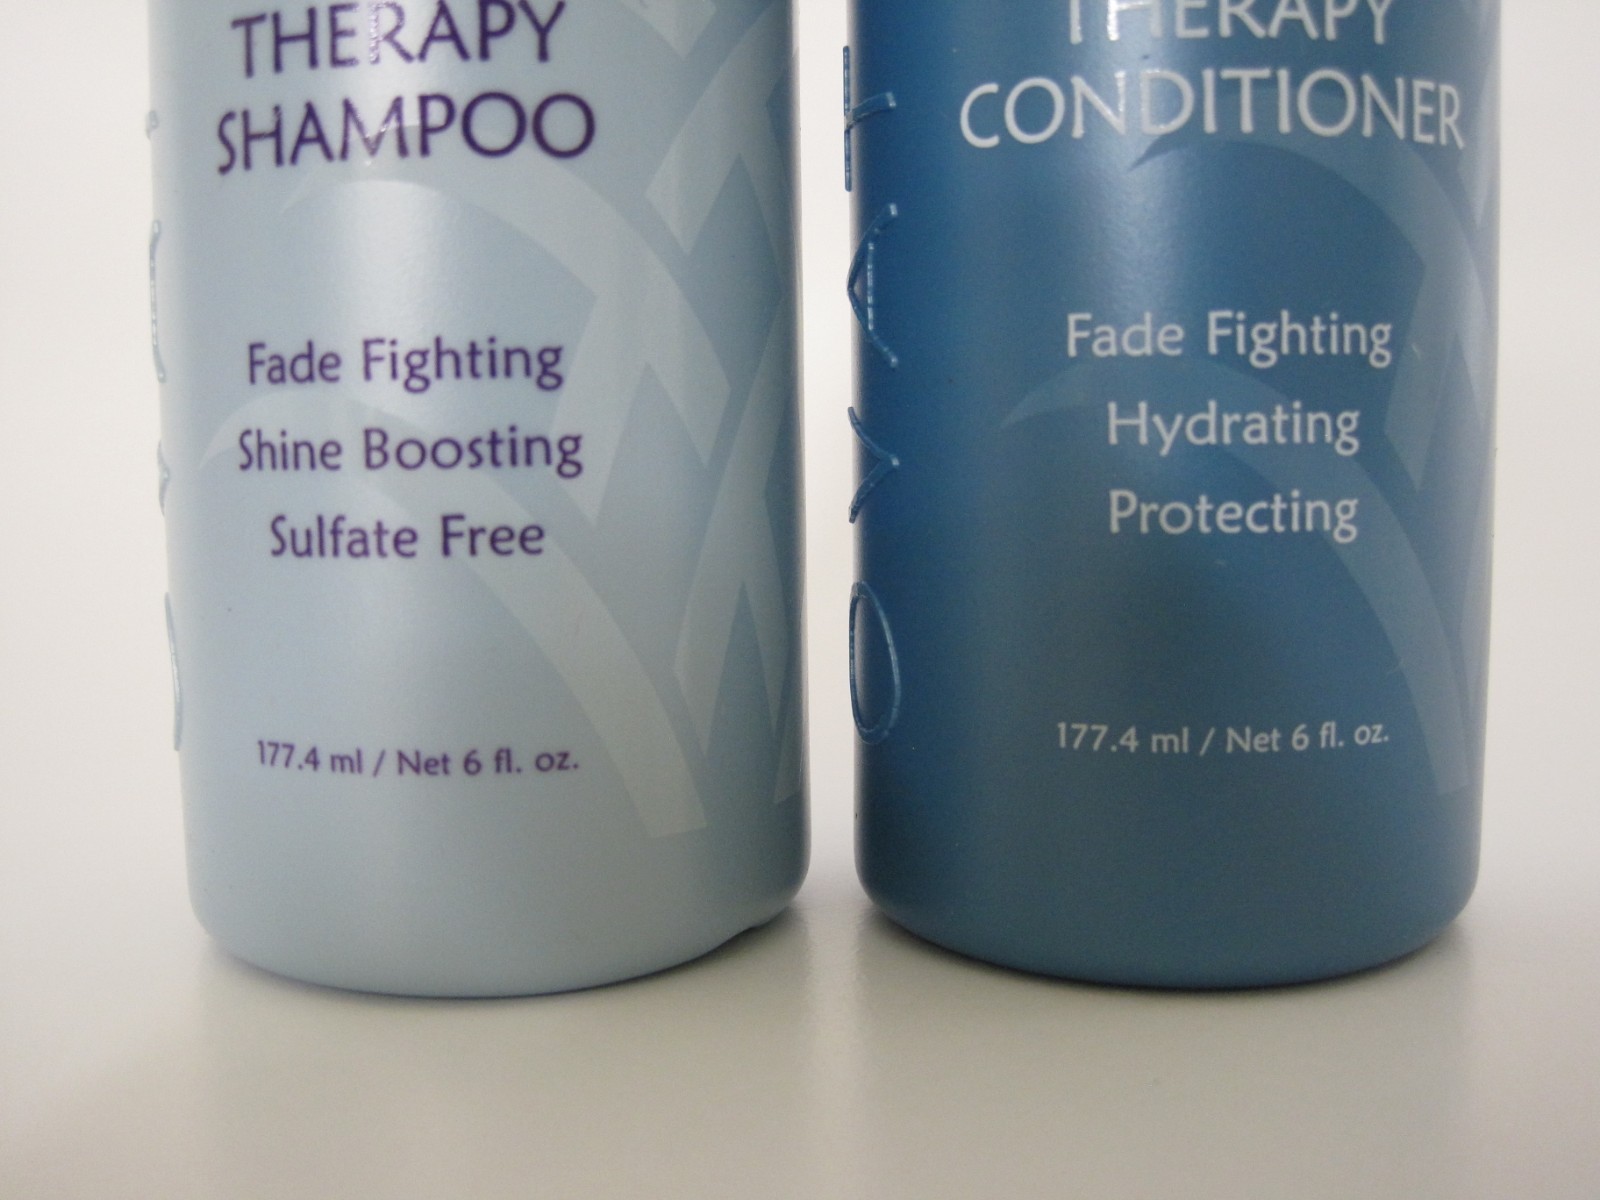 THERAPY
SHAMPOO
Fade Fighting
Shine Boosting
Sulfate Free
177.4 ml / Net 6 fl. oz.
THERAPY
CONDITIONER
Fade Fighting
Hydrating
Protecting
177.4 ml / Net 6 fl. oz.